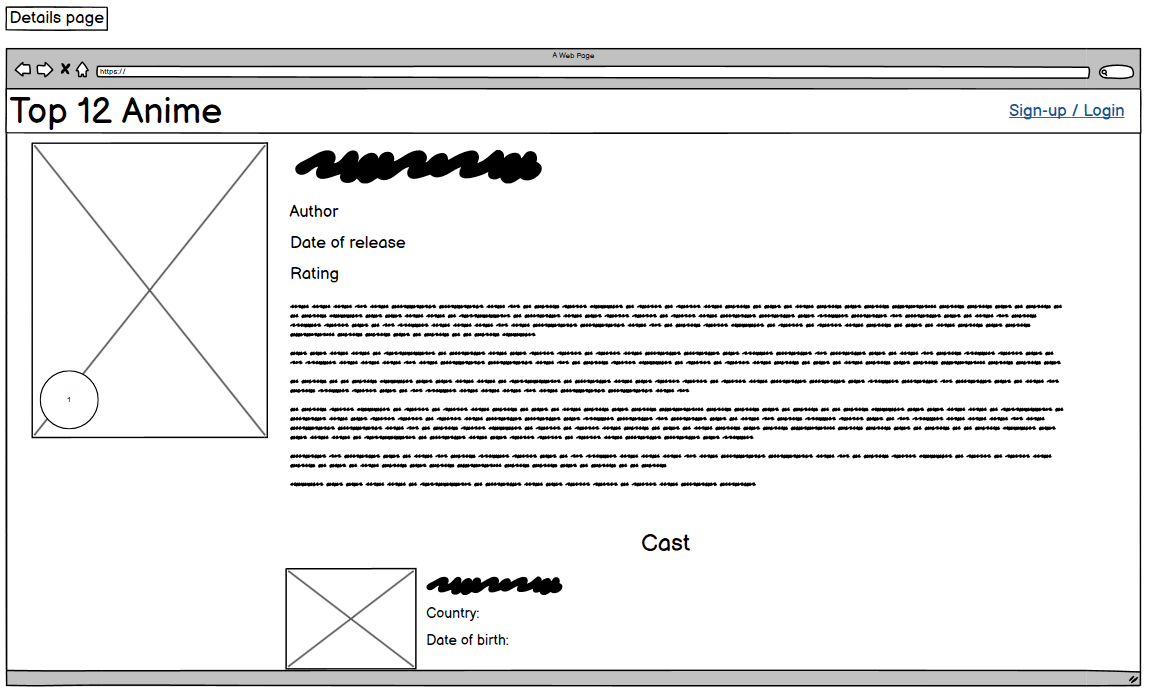 Details page
A Web Page
https://
Top 12 Anime
Sign-up / Login
Author
Date of release
Rating
1
Cast
Country:
Date of birth: